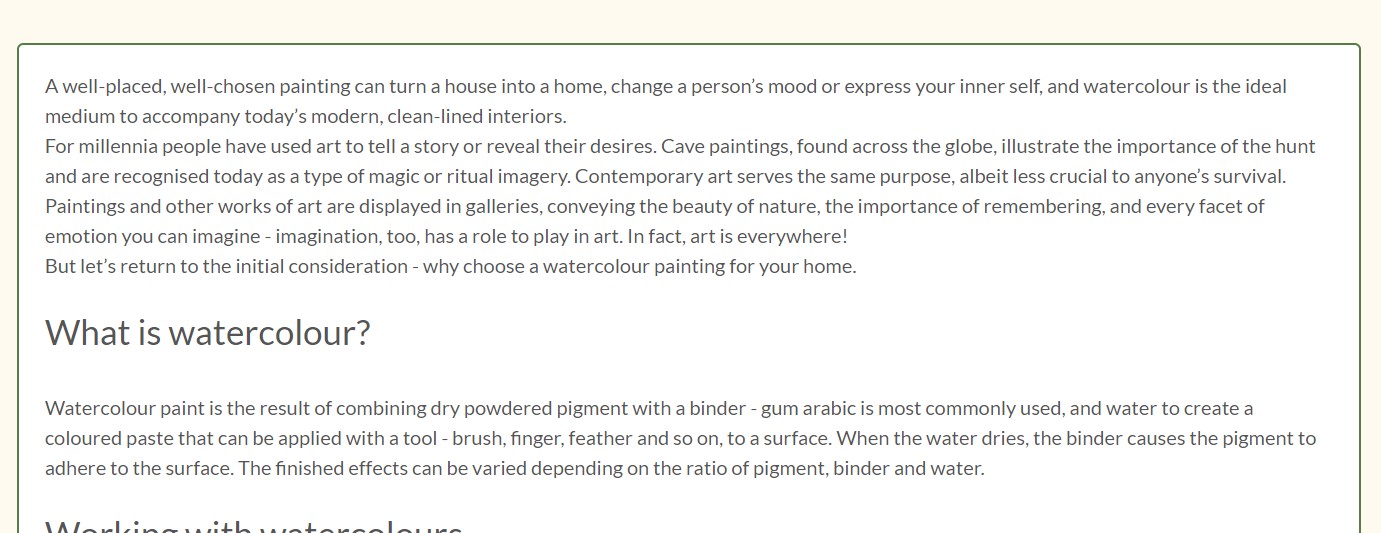 A well-placed, well-chosen painting can turn a house into a home, change a person’s mood or express your inner self, and watercolour is the ideal
medium to accompany today’s modern, clean-lined interiors.
For millennia people have used art to tell a story or reveal their desires. Cave paintings, found across the globe, illustrate the importance of the hunt
and are recognised today as a type of magic or ritual imagery. Contemporary art serves the same purpose, albeit less crucial to anyone’s survival.
Paintings and other works of art are displayed in galleries, conveying the beauty of nature, the importance of remembering, and every facet of
emotion you can imagine - imagination, too, has a role to play in art. In fact, art is everywhere!
But let’s return to the initial consideration - why choose a watercolour painting for your home.
What is watercolour?
Watercolour paint is the result of combining dry powdered pigment with a binder - gum arabic is most commonly used, and water to create a
coloured paste that can be applied with a tool - brush, finger, feather and so on, to a surface. When the water dries, the binder causes the pigment to
adhere to the surface. The finished effects can be varied depending on the ratio of pigment, binder and water.
Working with watercolours